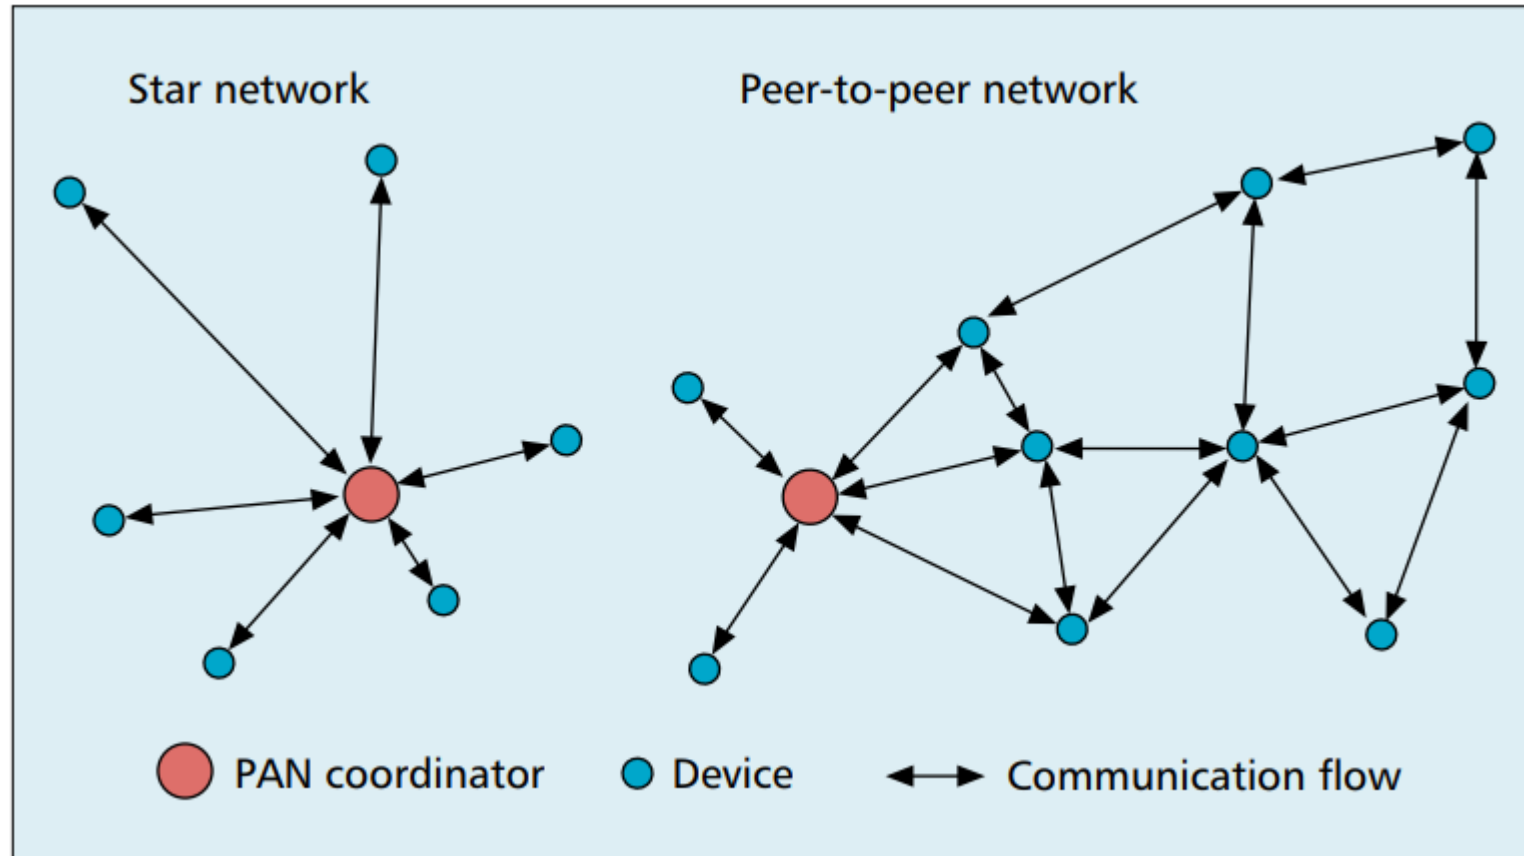 Star network
Peer-to-peer network
PAN coordinator
Device
Communication flow